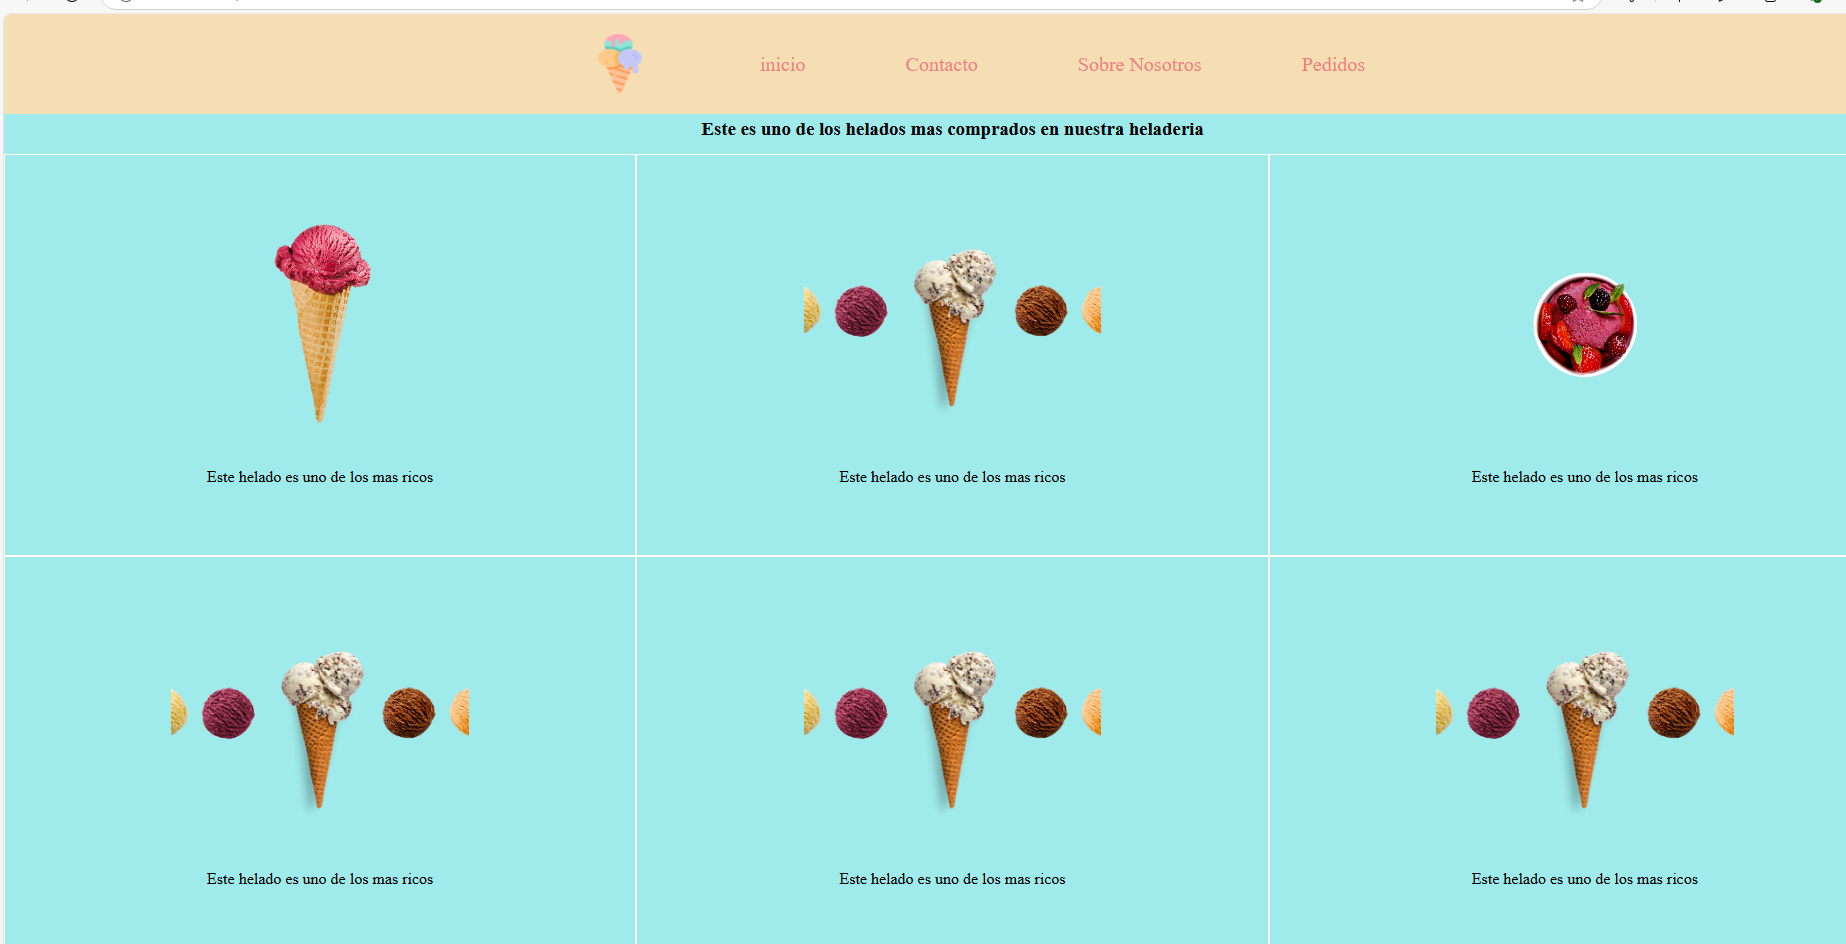 inicio Contacto Sobre Nosotros Pedidos
Este es uno de los helados mas comprados en nuestra heladeria
Este helado es uno de los mas ricos Este helado es uno de los mas ricos Este helado es uno de los mas ricos
Este helado es uno de los mas ricos Este helado es uno de los mas ricos Este helado es uno de los mas ricos